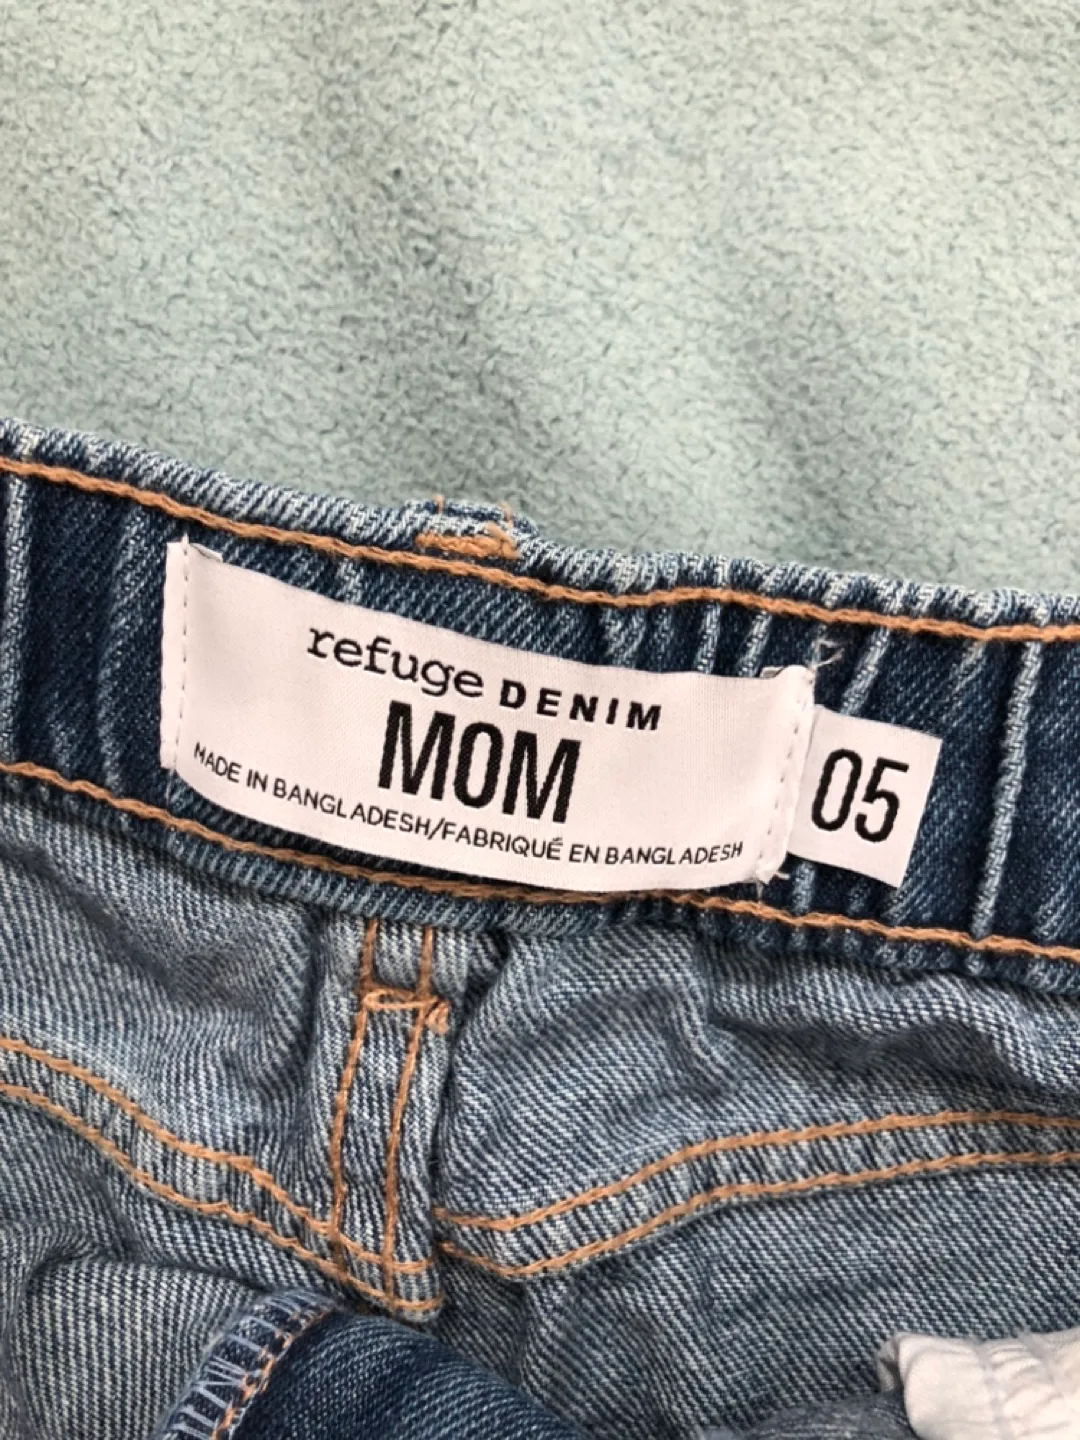 refuge DENIM
MOM
MADE IN BANGLADESH/FABRIQUÉ EN BANGLADESH
05